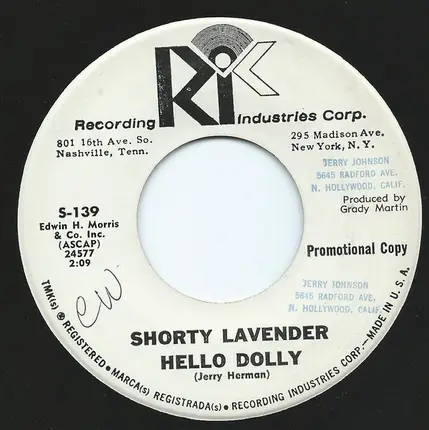 RIC
Recording Industries Corp.
801 16th Ave. So.
Nashville, Tenn.
295 Madison Ave.
New York, N. Y.
JERRY JOHNSON
5645 RADFORD AVE.
N. HOLLYWOOD, CALIF.
Produced by
Grady Martin
S-139
Edwin H. Morris
& Co. Inc.
(ASCAP)
24577
2:09
Promotional Copy
CW
JERRY JOHNSON
5645 RADFORD AVE.
N. HOLLYWOOD, CALIF.
SHORTY LAVENDER
HELLO DOLLY
(Jerry Herman)
TMK(s) ® REGISTERED • MARCA(s) REGISTRADA(s) • RECORDING INDUSTRIES CORP.—MADE IN U. S. A.